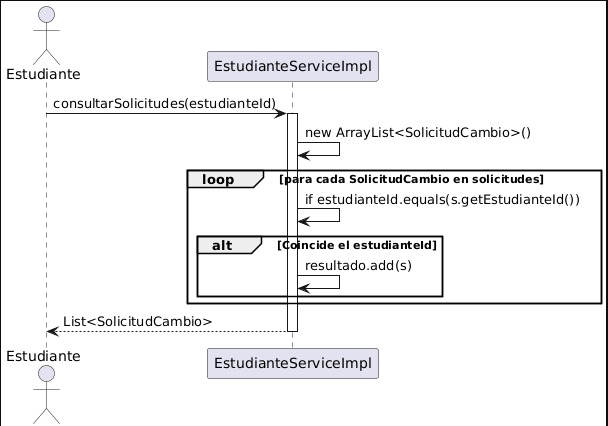 Estudiante
EstudianteServiceImpl
consultarSolicitudes(estudianteId)
new ArrayList<SolicitudCambio>()
loop [para cada SolicitudCambio en solicitudes]
if estudianteId.equals(s.getEstudianteId())
alt [Coincide el estudianteId]
resultado.add(s)
List<SolicitudCambio>
Estudiante
EstudianteServiceImpl